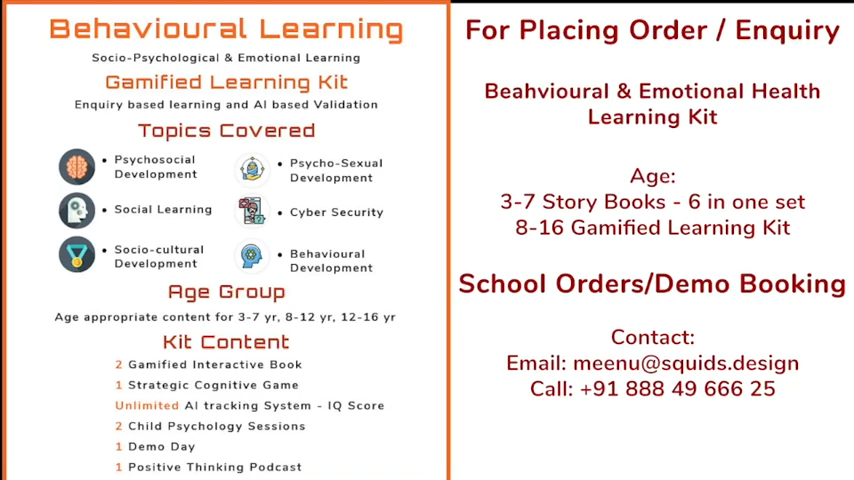 Behavioural Learning
Socio-Psychological & Emotional Learning
Gamified Learning Kit
Enquiry based learning and AI based Validation
Topics Covered
• Psychosocial
Development
• Psycho-Sexual
Development
• Social Learning
• Cyber Security
• Socio-cultural
Development
• Behavioural
Development
Age Group
Age appropriate content for 3-7 yr, 8-12 yr, 12-16 yr
Kit Content
2 Gamified Interactive Book
1 Strategic Cognitive Game
Unlimited AI tracking System - IQ Score
2 Child Psychology Sessions
1 Demo Day
1 Positive Thinking Podcast
For Placing Order / Enquiry
Beahvioural & Emotional Health
Learning Kit
Age:
3-7 Story Books - 6 in one set
8-16 Gamified Learning Kit
School Orders/Demo Booking
Contact:
Email: meenu@squids.design
Call: +91 888 49 666 25